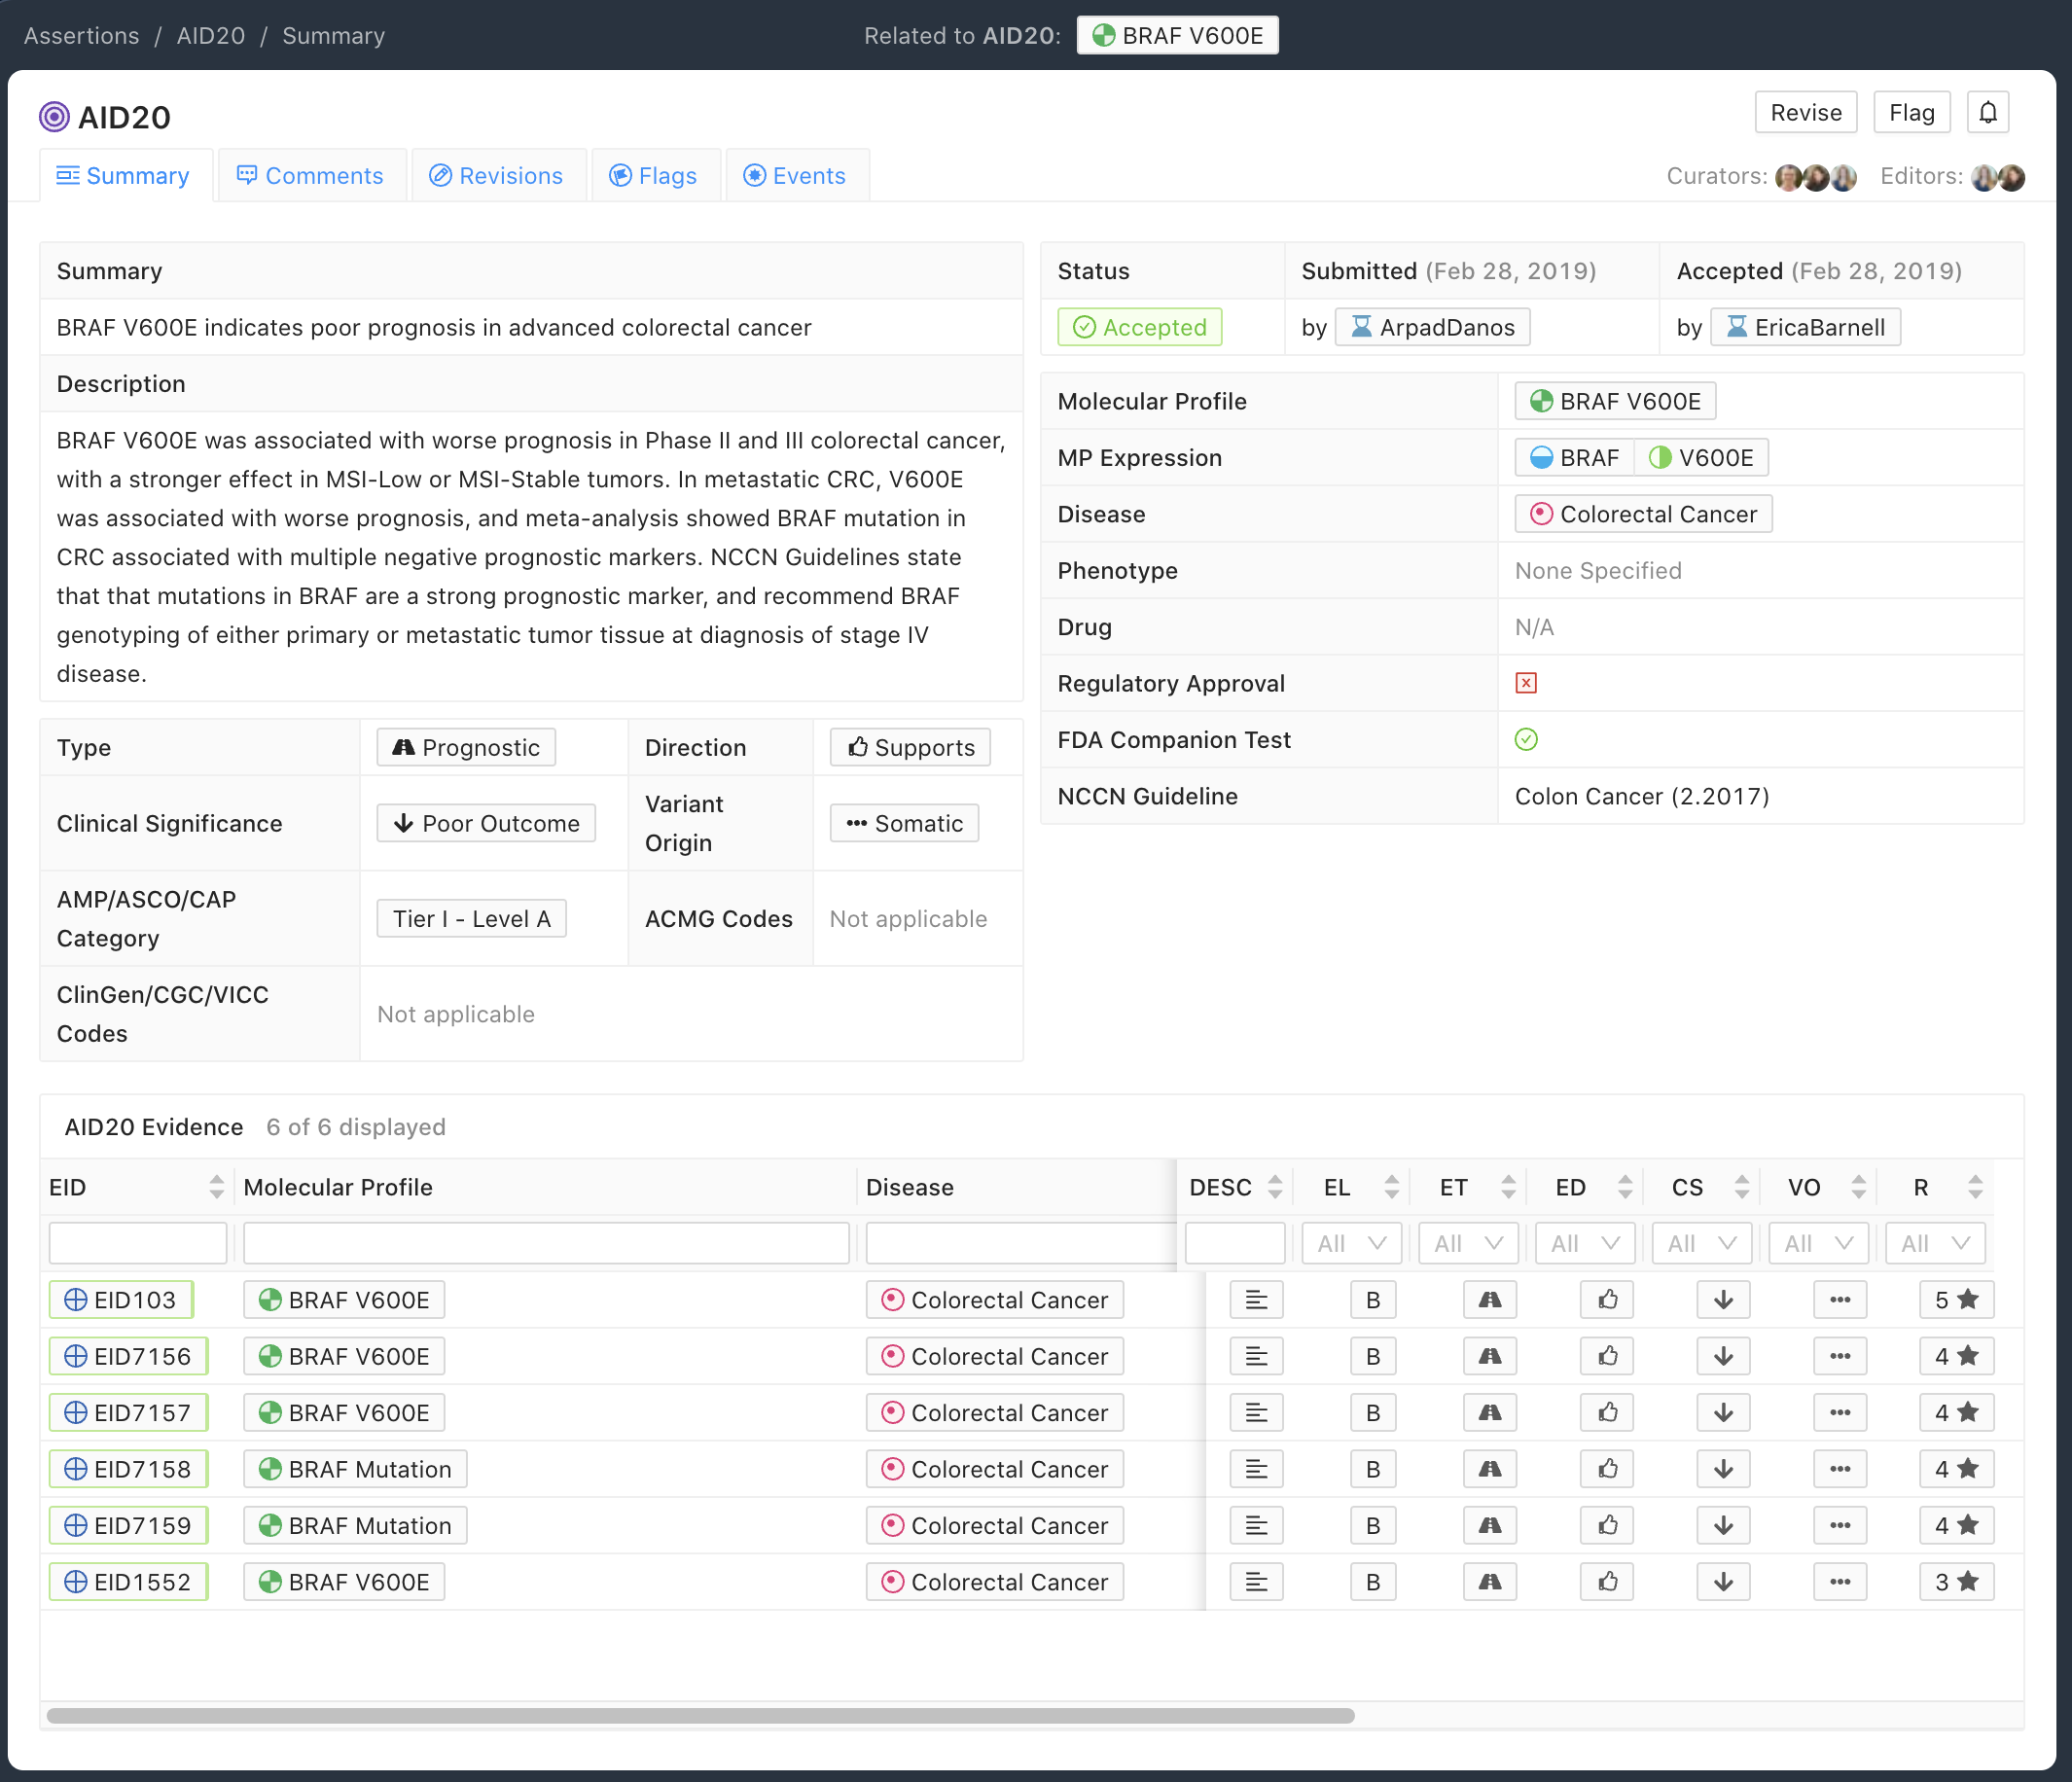 Assertions / AID20 / Summary
Related to AID20: BRAF V600E
AID20
Revise Flag
Summary Comments Revisions Flags Events
Curators: Editors:
Summary
BRAF V600E indicates poor prognosis in advanced colorectal cancer
Description
BRAF V600E was associated with worse prognosis in Phase II and III colorectal cancer,
with a stronger effect in MSI-Low or MSI-Stable tumors. In metastatic CRC, V600E
was associated with worse prognosis, and meta-analysis showed BRAF mutation in
CRC associated with multiple negative prognostic markers. NCCN Guidelines state
that that mutations in BRAF are a strong prognostic marker, and recommend BRAF
genotyping of either primary or metastatic tumor tissue at diagnosis of stage IV
disease.
Type Prognostic Direction Supports
Clinical Significance Poor Outcome Variant
Origin Somatic
AMP/ASCO/CAP
Category Tier I - Level A ACMG Codes Not applicable
ClinGen/CGC/VICC
Codes Not applicable
Status Submitted (Feb 28, 2019) Accepted (Feb 28, 2019)
Accepted by ArpadDanos by EricaBarnell
Molecular Profile BRAF V600E
MP Expression BRAF V600E
Disease Colorectal Cancer
Phenotype None Specified
Drug N/A
Regulatory Approval
FDA Companion Test
NCCN Guideline Colon Cancer (2.2017)
AID20 Evidence 6 of 6 displayed
EID Molecular Profile Disease DESC EL ET ED CS VO R
All All All All All All
EID103 BRAF V600E Colorectal Cancer B 5
EID7156 BRAF V600E Colorectal Cancer B 4
EID7157 BRAF V600E Colorectal Cancer B 4
EID7158 BRAF Mutation Colorectal Cancer B 4
EID7159 BRAF Mutation Colorectal Cancer B 4
EID1552 BRAF V600E Colorectal Cancer B 3